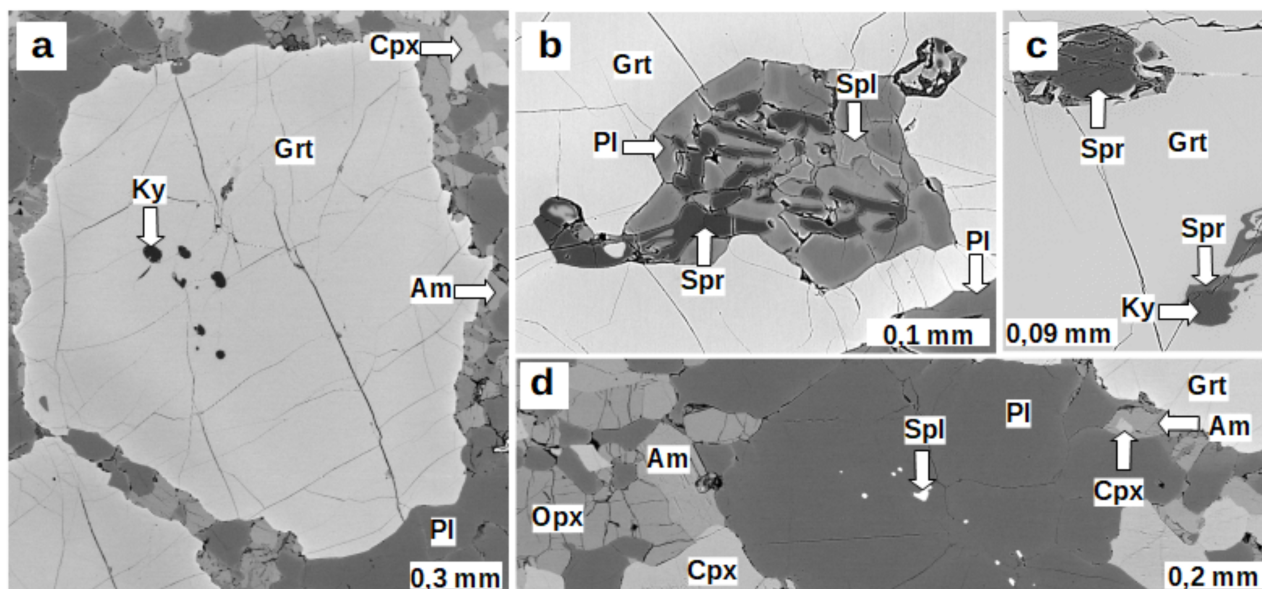 a
Cpx
Grt
Ky
Am
Pl
0,3 mm
b
Grt
Spl
Pl
Pl
Spr
0,1 mm
c
Spr
Grt
Spr
Ky
0,09 mm
d
Grt
Pl
Spl
Am
Am
Cpx
Opx
Cpx
0,2 mm